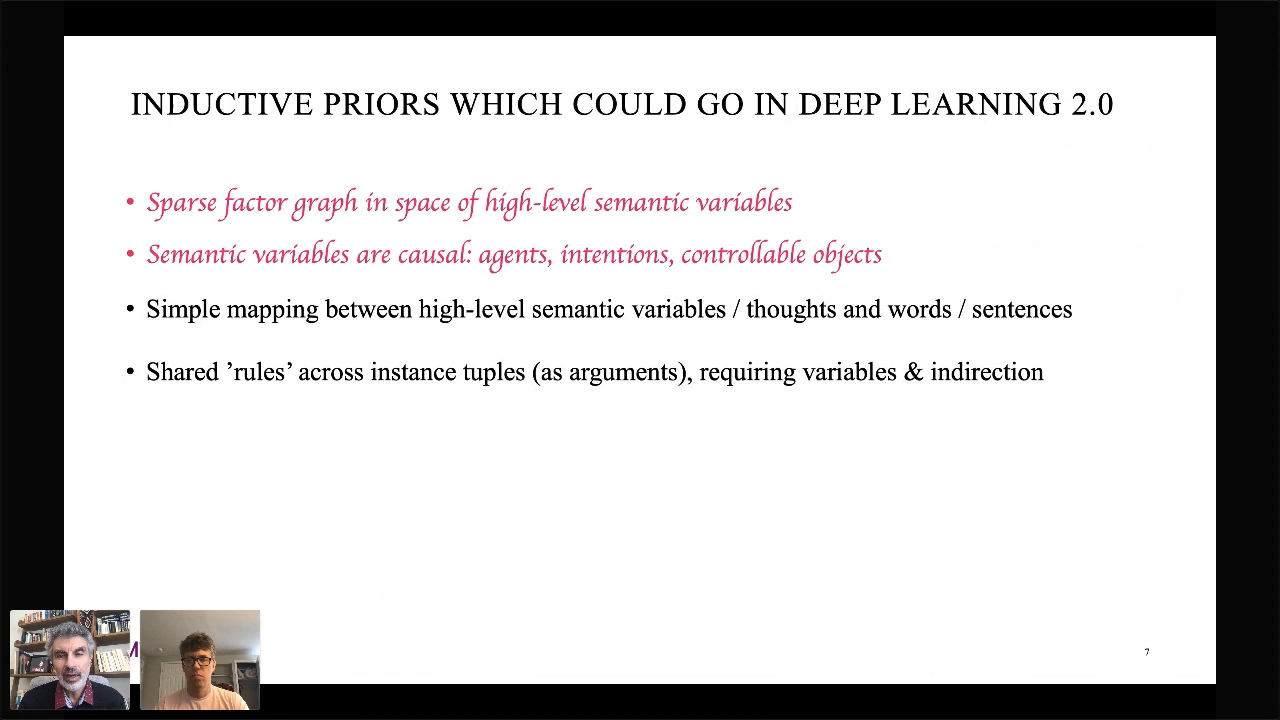 INDUCTIVE PRIORS WHICH COULD GO IN DEEP LEARNING 2.0
• Sparse factor graph in space of high-level semantic variables
• Semantic variables are causal: agents, intentions, controllable objects
• Simple mapping between high-level semantic variables / thoughts and words / sentences
• Shared ’rules’ across instance tuples (as arguments), requiring variables & indirection
7